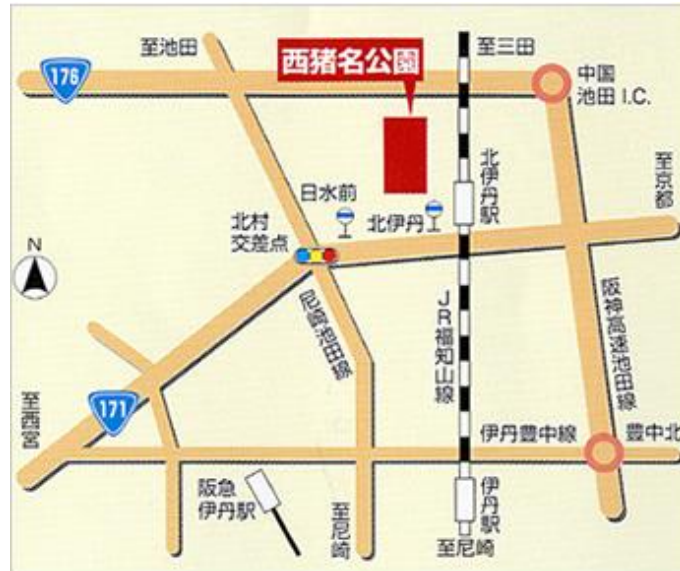 至池田
西猪名公園
至三田
176
中国
池田 I.C.
北伊丹駅
至京都
日水前
北伊丹
北村
交差点
N
尼崎池田線
JR福知山線
阪神高速池田線
至西宮
171
伊丹豊中線
豊中北
阪急
伊丹駅
至尼崎
伊丹駅
至尼崎